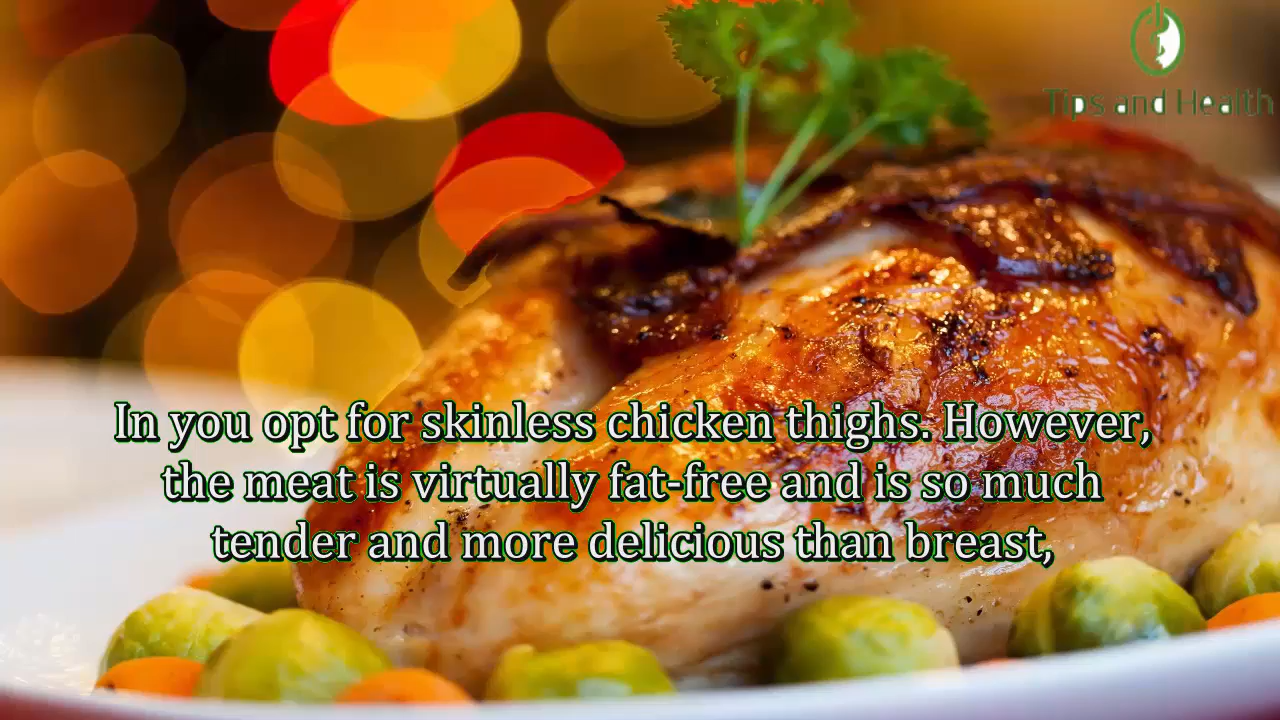 Tips and Health
In you opt for skinless chicken thighs. However,
the meat is virtually fat-free and is so much
tender and more delicious than breast,